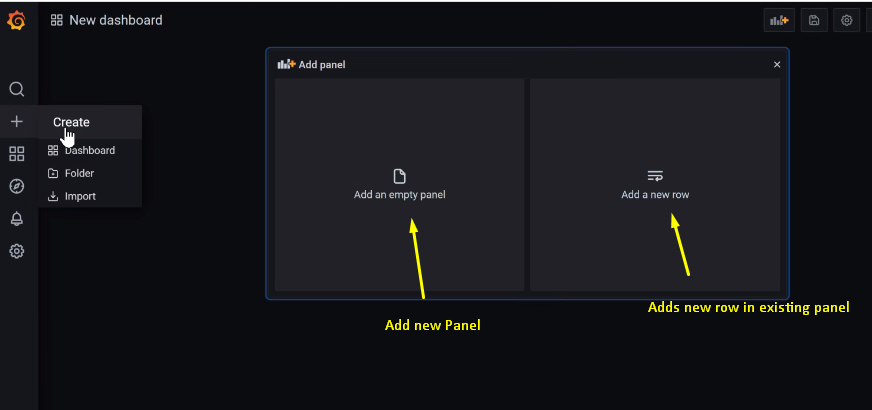 New dashboard
Add panel
Create
Dashboard
Folder
Import
Add an empty panel
Add a new row
Add new Panel
Adds new row in existing panel